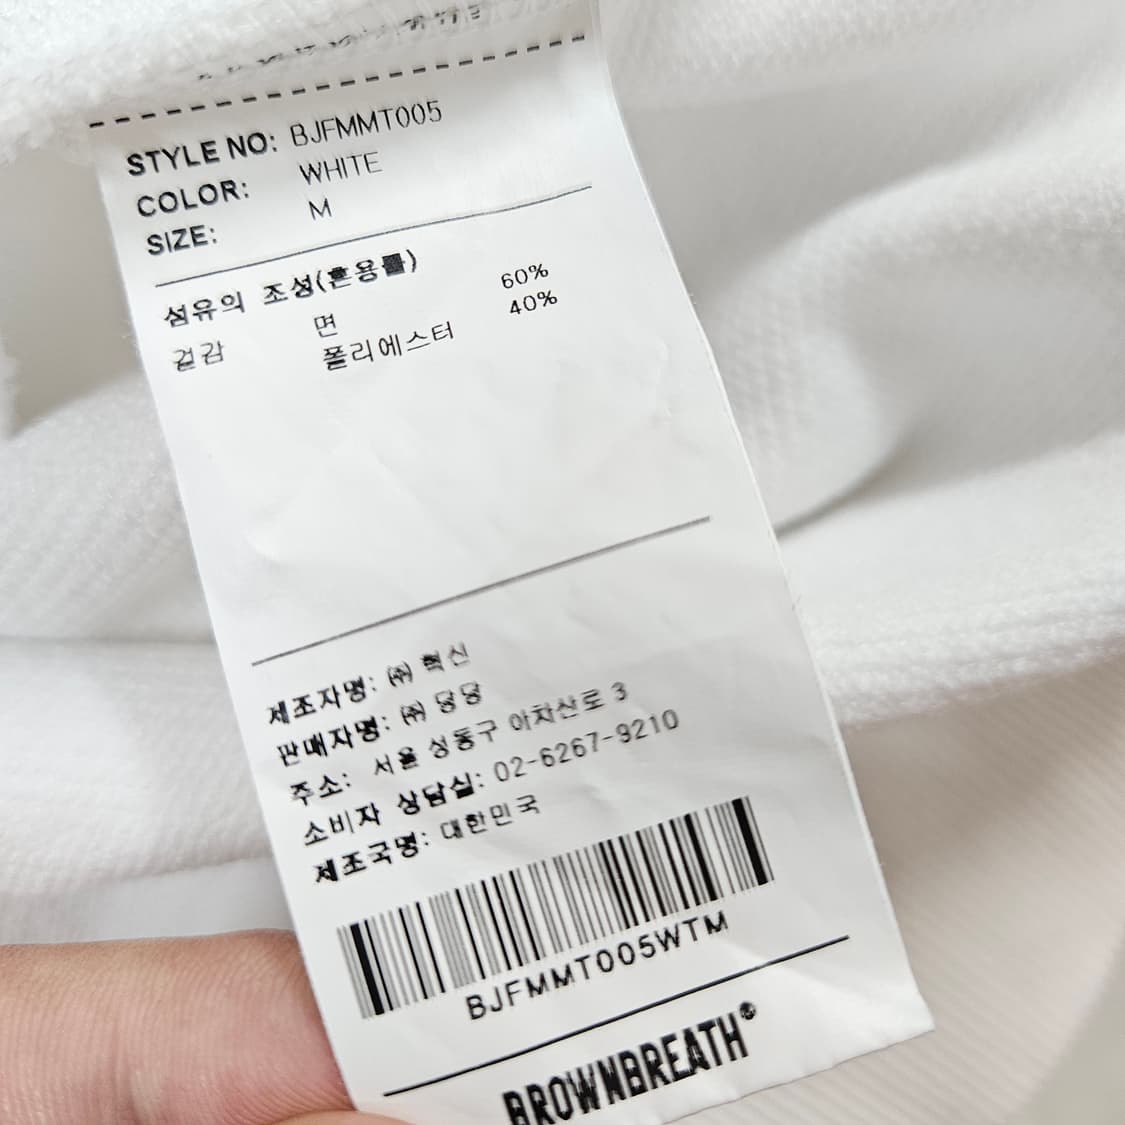 STYLE NO: BJFMMT005
COLOR: WHITE
SIZE: M
섬유의 조성(혼용률)
겉감 면 60%
폴리에스터 40%
제조자명: ㈜ 혁신
판매자명: ㈜ 당당
주소: 서울 성동구 아차산로 3
소비자 상담실: 02-6267-9210
제조국명: 대한민국
BJFMMT005WTM
BROWNBREATH®